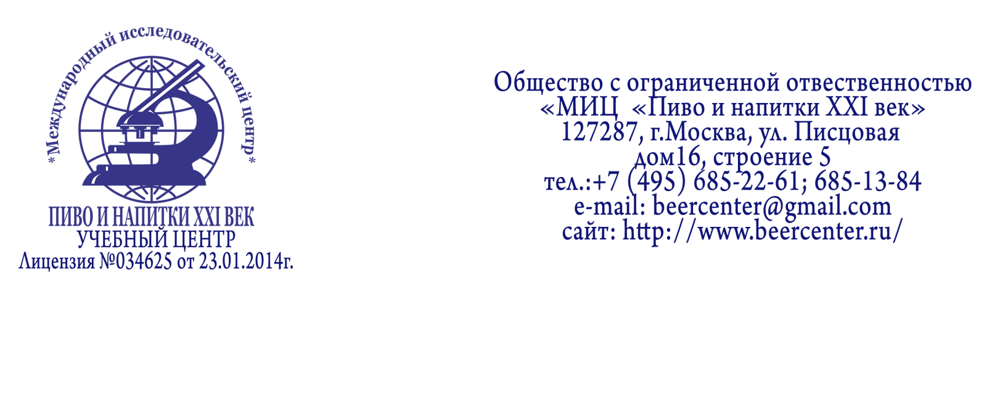 *Международный исследовательский центр*
ПИВО И НАПИТКИ XXI ВЕК
УЧЕБНЫЙ ЦЕНТР
Лицензия №034625 от 23.01.2014г.
Общество с ограниченной отвественностью
«МИЦ «Пиво и напитки XXI век»
127287, г.Москва, ул. Писцовая
дом16, строение 5
тел.:+7 (495) 685-22-61; 685-13-84
e-mail: beercenter@gmail.com
сайт: http://www.beercenter.ru/